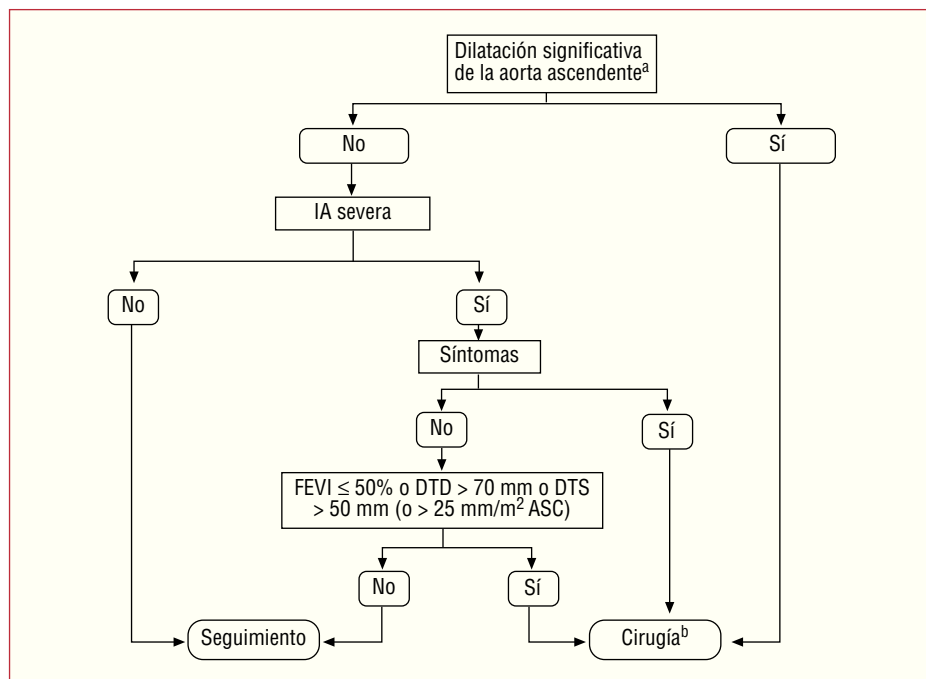 Dilatación significativa
de la aorta ascendenteᵃ
No
Sí
IA severa
No
Sí
Síntomas
No
Sí
FEVI ≤ 50% o DTD > 70 mm o DTS
> 50 mm (o > 25 mm/m² ASC)
No
Sí
Seguimiento
Cirugíaᵇ